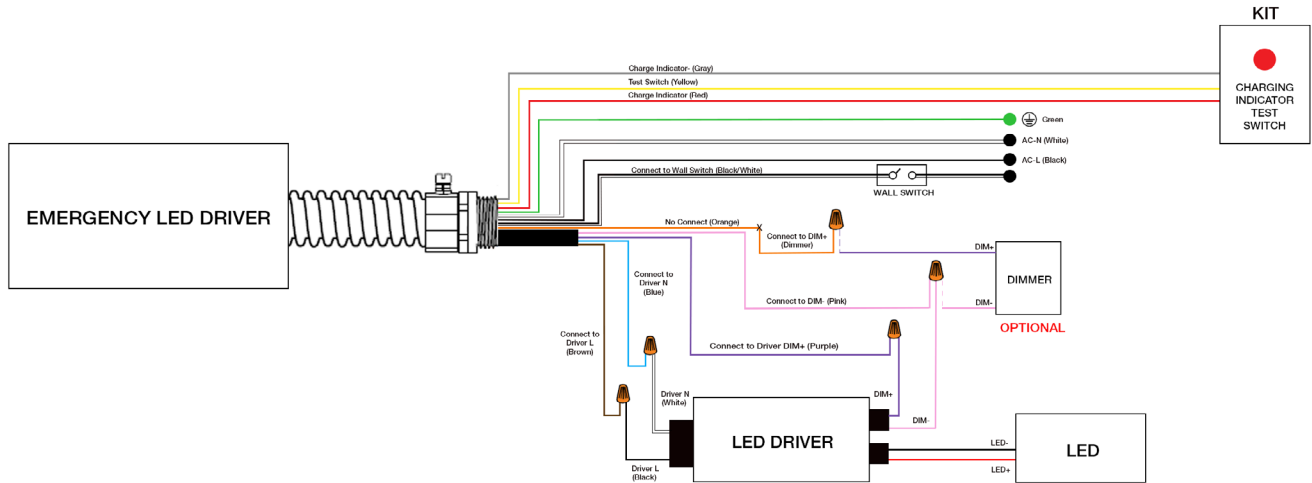 KIT
CHARGING
INDICATOR
TEST
SWITCH
Charge Indicator- (Gray)
Test Switch (Yellow)
Charge Indicator (Red)
Green
AC-N (White)
AC-L (Black)
Connect to Wall Switch (Black/White)
WALL SWITCH
EMERGENCY LED DRIVER
No Connect (Orange)
X
Connect to DIM+
(Dimmer)
DIM+
DIMMER
DIM-
OPTIONAL
Connect to
Driver N
(Blue)
Connect to DIM- (Pink)
Connect to
Driver L
(Brown)
Connect to Driver DIM+ (Purple)
Driver N
(White)
DIM+
DIM-
LED DRIVER
LED-
LED+
LED
Driver L
(Black)